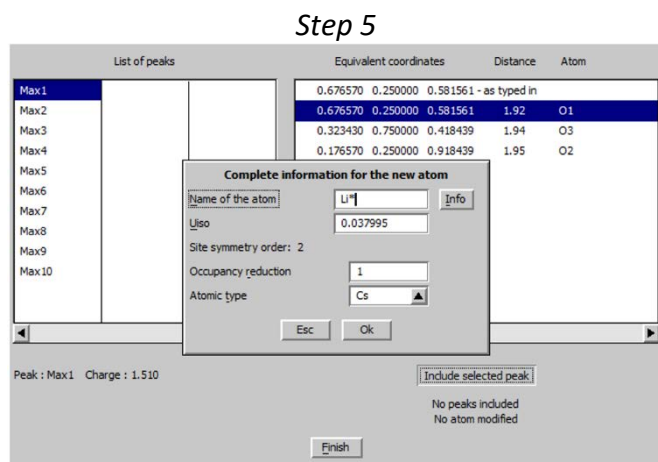 Step 5
List of peaks
Equivalent coordinates Distance Atom
Max1
Max2
Max3
Max4
Max5
Max6
Max7
Max8
Max9
Max10
0.676570 0.250000 0.581561 - as typed in
0.676570 0.250000 0.581561 1.92 O1
0.323430 0.750000 0.418439 1.94 O3
0.176570 0.250000 0.918439 1.95 O2
Complete information for the new atom
Name of the atom Li* Info
Uiso 0.037995
Site symmetry order: 2
Occupancy reduction 1
Atomic type Cs
Esc Ok
Peak : Max1 Charge : 1.510
Include selected peak
No peaks included
No atom modified
Finish